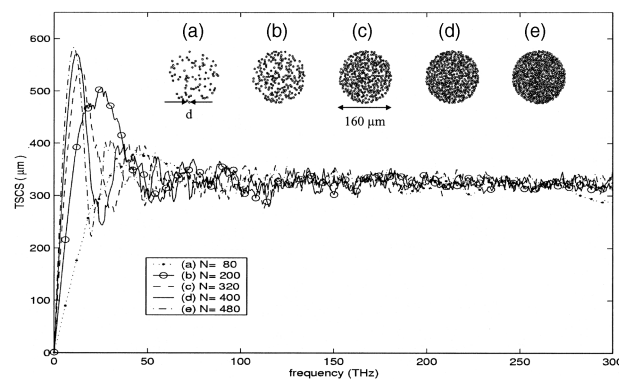 (a) (b) (c) (d) (e)
d
160 µm
TSCS ( µm)
600
500
400
300
200
100
0
(a) N= 80
(b) N= 200
(c) N= 320
(d) N= 400
(e) N= 480
0 50 100 150 200 250 300
frequency (THz)